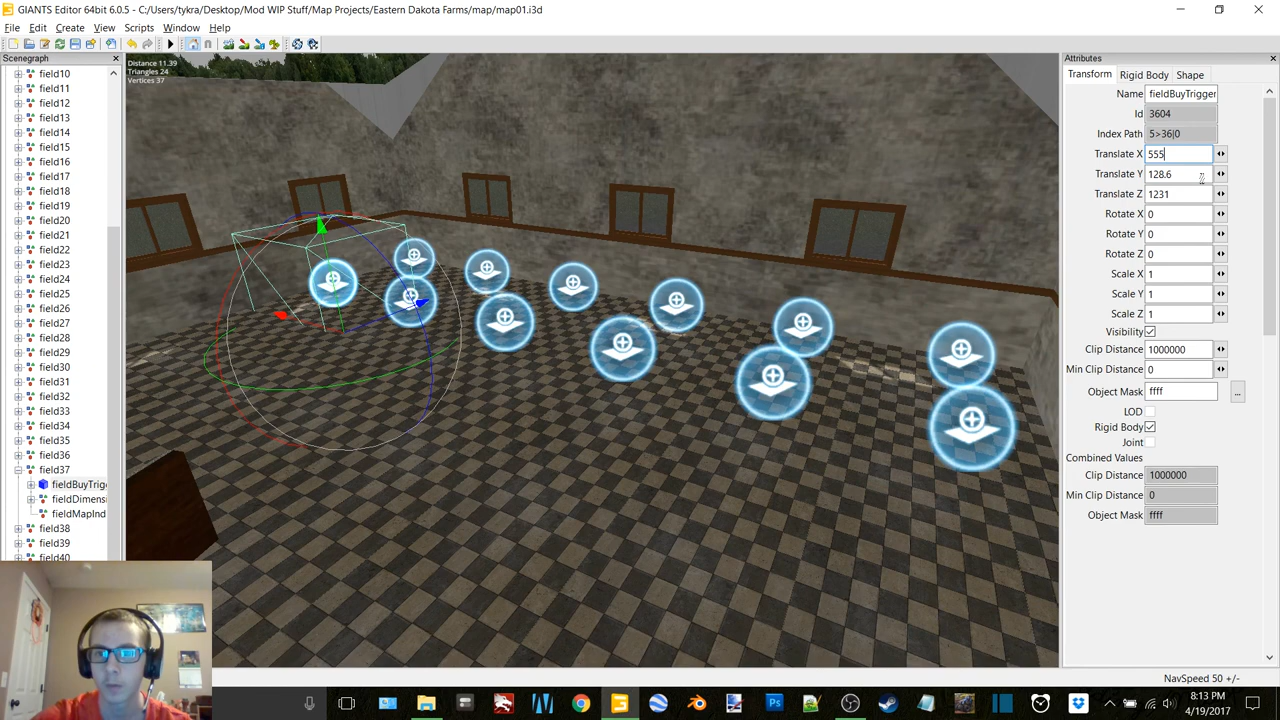 GIANTS Editor 64bit 6.0.5 - C:/Users/tykra/Desktop/Mod WIP Stuff/Map Projects/Eastern Dakota Farms/map/map01.i3d
File Edit Create View Scripts Window Help
Scenegraph
field10
field11
field12
field13
field14
field15
field16
field17
field18
field19
field20
field21
field22
field23
field24
field25
field26
field27
field28
field29
field30
field31
field32
field33
field34
field35
field36
field37
fieldBuyTrigg
fieldDimensi
fieldMapInd
field38
field39
field40
Distance 11.39
Triangles 24
Vertices 37
Attributes
Transform Rigid Body Shape
Name fieldBuyTrigger
Id 3604
Index Path 5>36|0
Translate X 555
Translate Y 128.6
Translate Z 1231
Rotate X 0
Rotate Y 0
Rotate Z 0
Scale X 1
Scale Y 1
Scale Z 1
Visibility
Clip Distance 1000000
Min Clip Distance 0
Object Mask ffff ...
LOD
Rigid Body
Joint
Combined Values
Clip Distance 1000000
Min Clip Distance 0
Object Mask ffff
NavSpeed 50 +/-
8:13 PM
4/19/2017